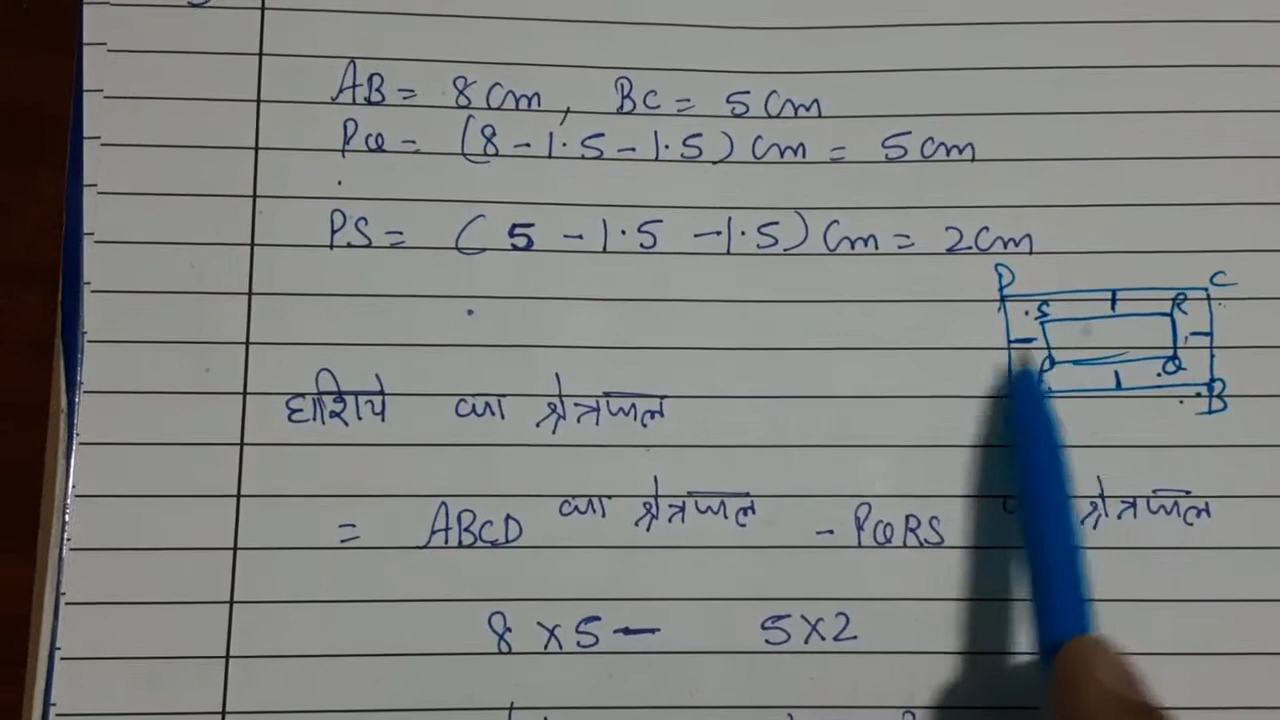 AB = 8 cm, BC = 5 cm
PQ = (8 - 1.5 - 1.5) cm = 5 cm
PS = (5 - 1.5 - 1.5) cm = 2 cm
D C
S R
Q
B
हाशिये का क्षेत्रफल
= ABCD का क्षेत्रफल - PQRS क्षेत्रफल
8 × 5 - 5 × 2